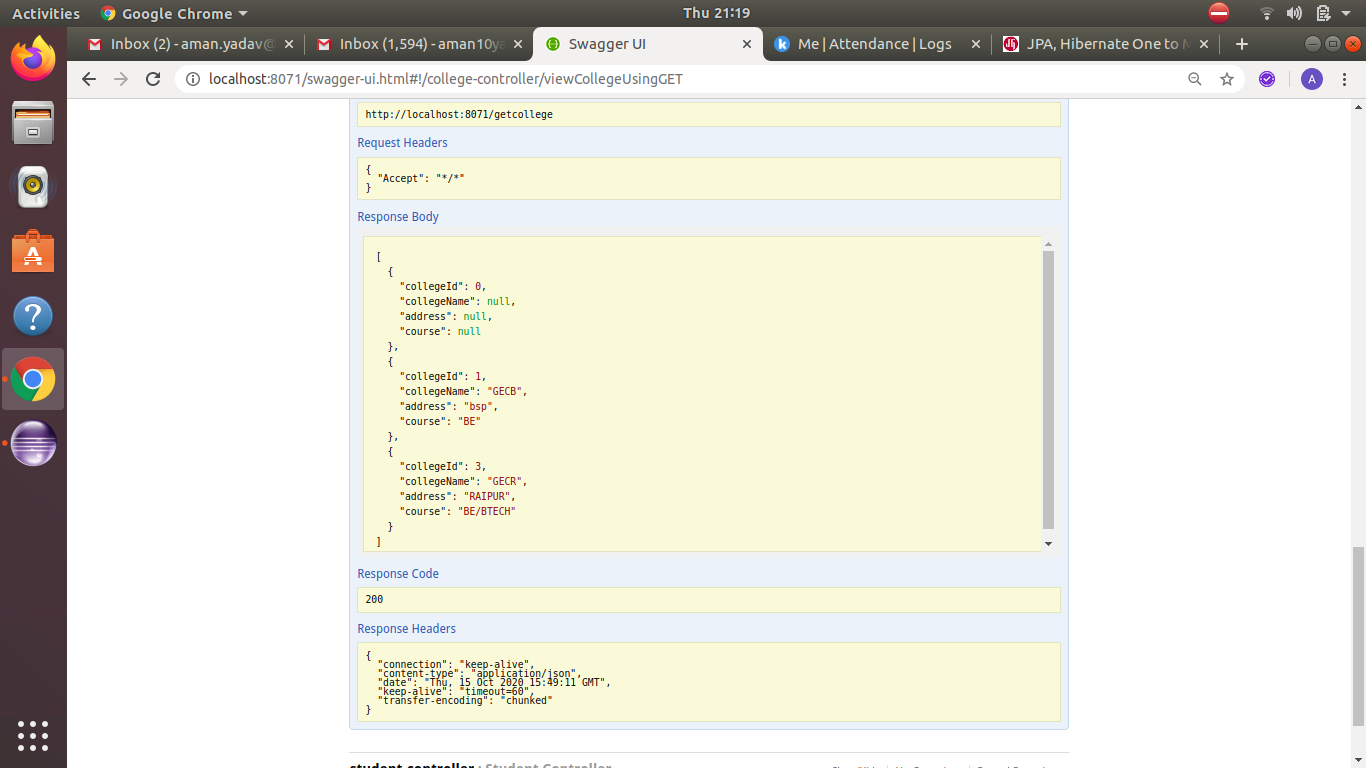 Activities
Google Chrome
Thu 21:19
Inbox (2) - aman.yadav@
Inbox (1,594) - aman10ya
Swagger UI
Me | Attendance | Logs
JPA, Hibernate One to M
localhost:8071/swagger-ui.html#!/college-controller/viewCollegeUsingGET
A
http://localhost:8071/getcollege
Request Headers
{
"Accept": "*/*"
}
Response Body
[
{
"collegeId": 0,
"collegeName": null,
"address": null,
"course": null
},
{
"collegeId": 1,
"collegeName": "GECB",
"address": "bsp",
"course": "BE"
},
{
"collegeId": 3,
"collegeName": "GECR",
"address": "RAIPUR",
"course": "BE/BTECH"
}
]
Response Code
200
Response Headers
{
"connection": "keep-alive",
"content-type": "application/json",
"date": "Thu, 15 Oct 2020 15:49:11 GMT",
"keep-alive": "timeout=60",
"transfer-encoding": "chunked"
}
student-controller : Student Controller